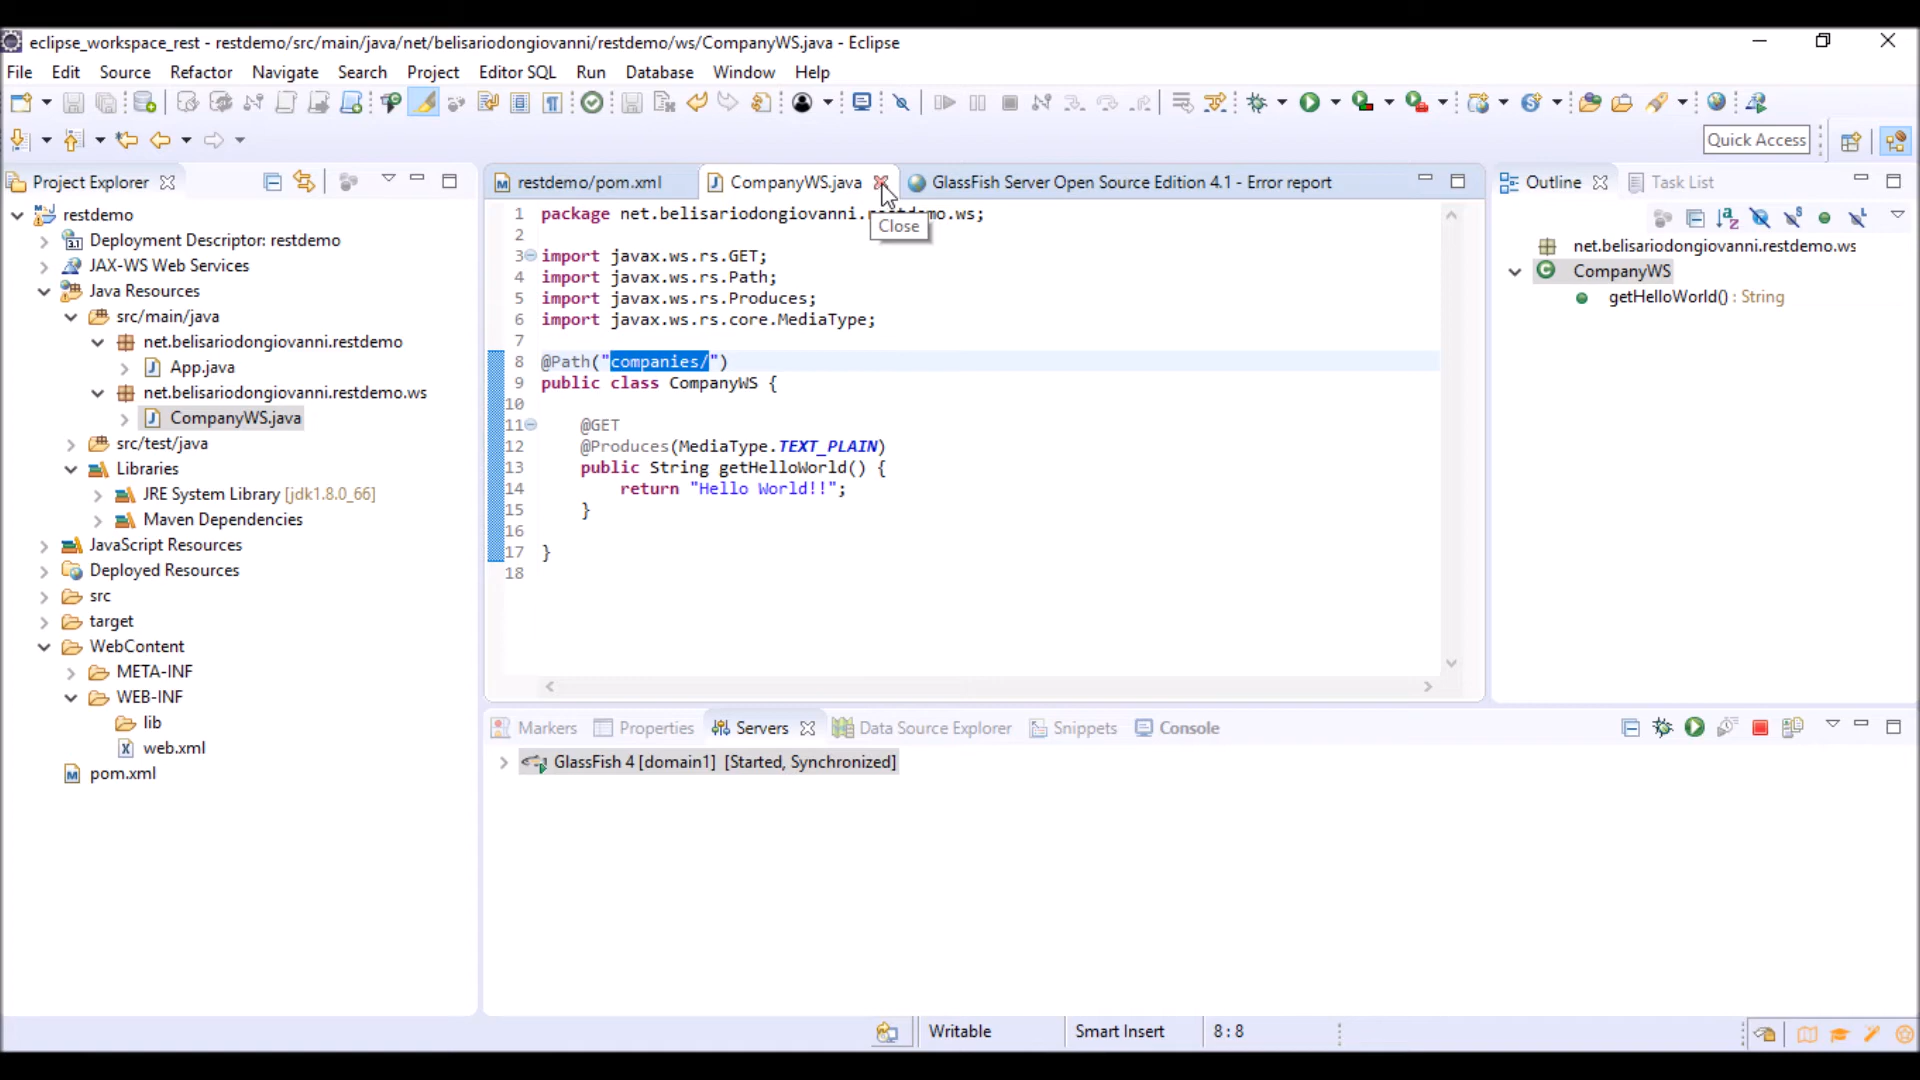 eclipse_workspace_rest - restdemo/src/main/java/net/belisariodongiovanni/restdemo/ws/CompanyWS.java - Eclipse
File Edit Source Refactor Navigate Search Project Editor SQL Run Database Window Help
Quick Access
Project Explorer
restdemo
Deployment Descriptor: restdemo
JAX-WS Web Services
Java Resources
src/main/java
net.belisariodongiovanni.restdemo
App.java
net.belisariodongiovanni.restdemo.ws
CompanyWS.java
src/test/java
Libraries
JRE System Library [jdk1.8.0_66]
Maven Dependencies
JavaScript Resources
Deployed Resources
src
target
WebContent
META-INF
WEB-INF
lib
web.xml
pom.xml
restdemo/pom.xml CompanyWS.java GlassFish Server Open Source Edition 4.1 - Error report
Close
1 package net.belisariodongiovanni.restdemo.ws;
2
3 import javax.ws.rs.GET;
4 import javax.ws.rs.Path;
5 import javax.ws.rs.Produces;
6 import javax.ws.rs.core.MediaType;
7
8 @Path("companies/")
9 public class CompanyWS {
10
11 @GET
12 @Produces(MediaType.TEXT_PLAIN)
13 public String getHelloWorld() {
14 return "Hello World!!";
15 }
16
17 }
18
Outline Task List
net.belisariodongiovanni.restdemo.ws
CompanyWS
getHelloWorld() : String
Markers Properties Servers Data Source Explorer Snippets Console
GlassFish 4 [domain1] [Started, Synchronized]
Writable Smart Insert 8 : 8